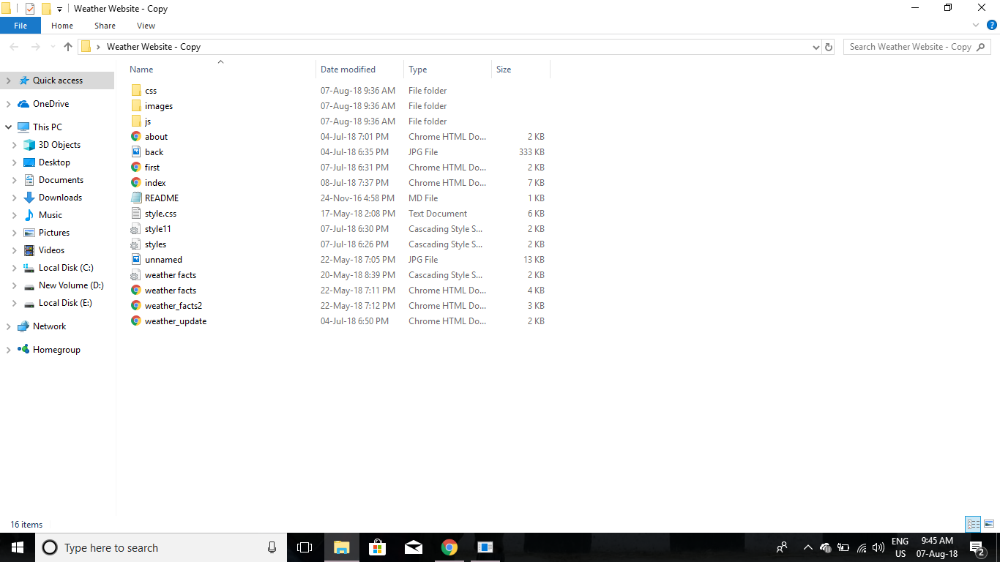 Weather Website - Copy
File Home Share View
Weather Website - Copy
Search Weather Website - Copy
Name Date modified Type Size
Quick access
OneDrive
This PC
3D Objects
Desktop
Documents
Downloads
Music
Pictures
Videos
Local Disk (C:)
New Volume (D:)
Local Disk (E:)
Network
Homegroup
css 07-Aug-18 9:36 AM File folder
images 07-Aug-18 9:36 AM File folder
js 07-Aug-18 9:36 AM File folder
about 04-Jul-18 7:01 PM Chrome HTML Do... 2 KB
back 04-Jul-18 6:35 PM JPG File 333 KB
first 07-Jul-18 6:31 PM Chrome HTML Do... 2 KB
index 08-Jul-18 7:37 PM Chrome HTML Do... 7 KB
README 24-Nov-16 4:58 PM MD File 1 KB
style.css 17-May-18 2:08 PM Text Document 6 KB
style11 07-Jul-18 6:30 PM Cascading Style S... 2 KB
styles 07-Jul-18 6:26 PM Cascading Style S... 2 KB
unnamed 22-May-18 7:05 PM JPG File 13 KB
weather facts 20-May-18 8:39 PM Cascading Style S... 2 KB
weather facts 22-May-18 7:11 PM Chrome HTML Do... 4 KB
weather_facts2 22-May-18 7:12 PM Chrome HTML Do... 3 KB
weather_update 04-Jul-18 6:50 PM Chrome HTML Do... 2 KB
16 items
Type here to search
ENG
US
9:45 AM
07-Aug-18
2